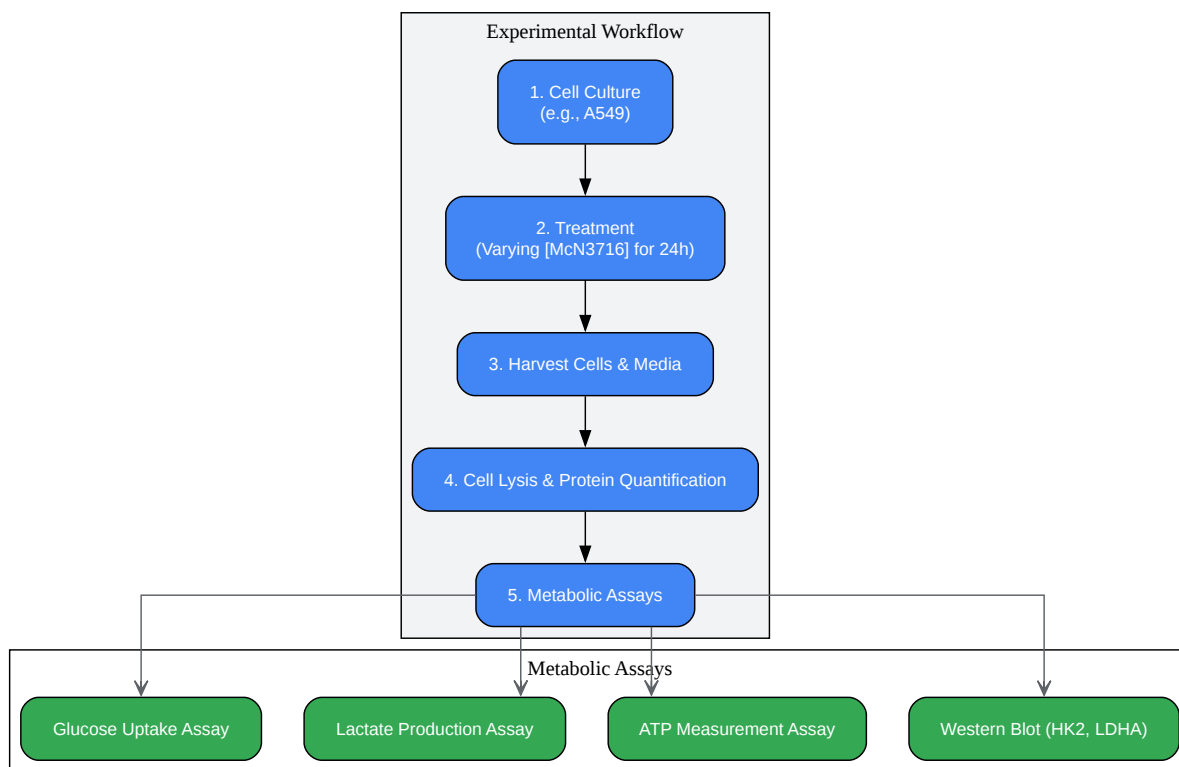 Experimental Workflow
1. Cell Culture
(e.g., A549)
2. Treatment
(Varying [McN3716] for 24h)
3. Harvest Cells & Media
4. Cell Lysis & Protein Quantification
5. Metabolic Assays
Metabolic Assays
Glucose Uptake Assay
Lactate Production Assay
ATP Measurement Assay
Western Blot (HK2, LDHA)